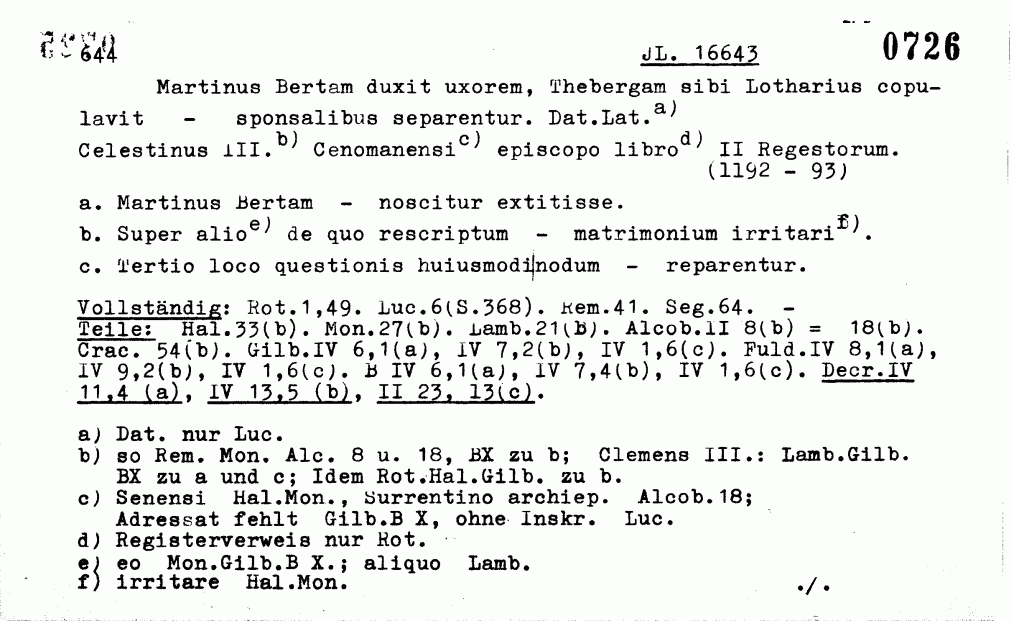 644 JL. 16643 0726
Martinus Bertam duxit uxorem, Thebergam sibi Lotharius copu-
lavit - sponsalibus separentur. Dat.Lat.a)
Celestinus III.b) Cenomanensic) episcopo librod) II Regestorum.
(1192 - 93)
a. Martinus Bertam - noscitur extitisse.
b. Super alioe) de quo rescriptum - matrimonium irritarif).
c. Tertio loco questionis huiusmodi|nodum - reparentur.
Vollständig: Rot.1,49. Luc.6(S.368). Rem.41. Seg.64. -
Teile: Hal.33(b). Mon.27(b). Lamb.21(B). Alcob.II 8(b) = 18(b).
Crac. 54(b). Gilb.IV 6,1(a), IV 7,2(b), IV 1,6(c). Fuld.IV 8,1(a),
IV 9,2(b), IV 1,6(c). B IV 6,1(a), IV 7,4(b), IV 1,6(c). Decr.IV
11,4 (a), IV 13,5 (b), II 23, 13(c).
a) Dat. nur Luc.
b) so Rem. Mon. Alc. 8 u. 18, BX zu b; Clemens III.: Lamb.Gilb.
BX zu a und c; Idem Rot.Hal.Gilb. zu b.
c) Senensi Hal.Mon., Surrentino archiep. Alcob.18;
Adressat fehlt Gilb.B X, ohne Inskr. Luc.
d) Registerverweis nur Rot.
e) eo Mon.Gilb.B X.; aliquo Lamb.
f) irritare Hal.Mon. ./.